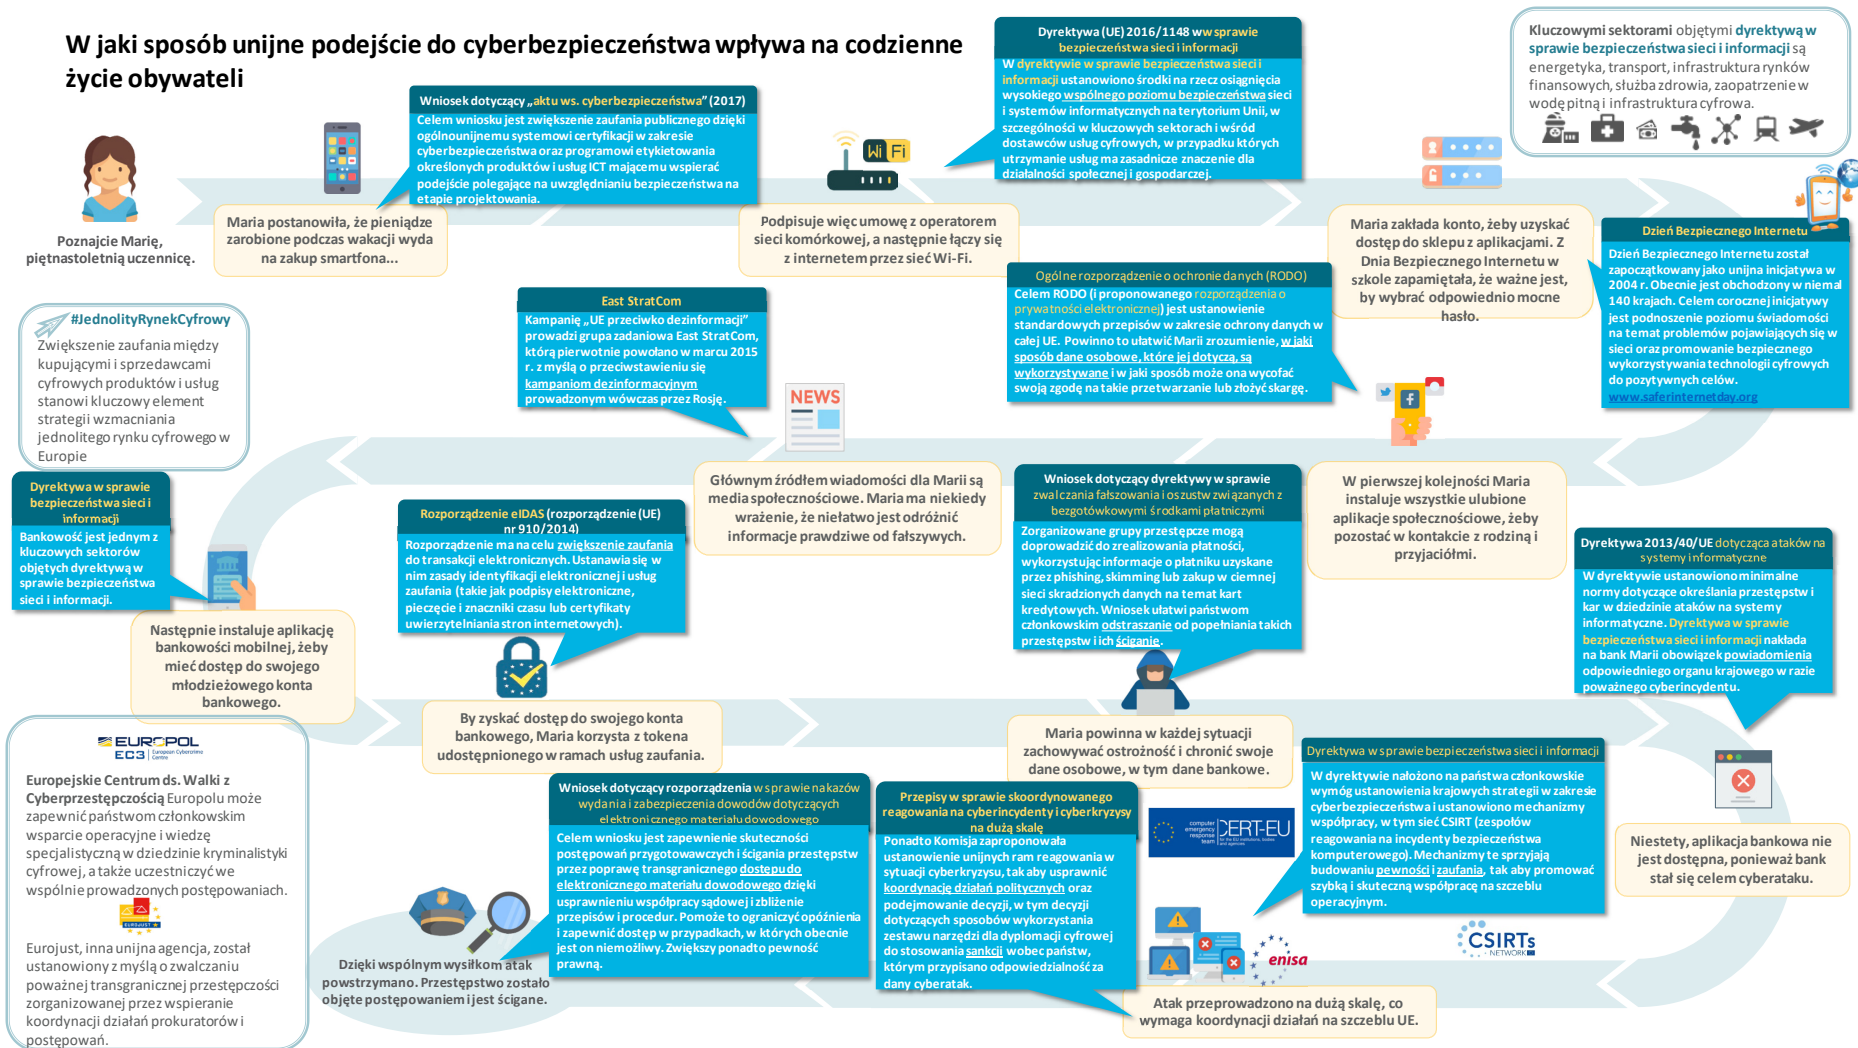 W jaki sposób unijne podejście do cyberbezpieczeństwa wpływa na codzienne
życie obywateli
Poznajcie Marię,
piętnastoletnią uczennicę.
Maria postanowiła, że pieniądze
zarobione podczas wakacji wyda
na zakup smartfona...
Wniosek dotyczący „aktu ws. cyberbezpieczeństwa” (2017)
Celem wniosku jest zwiększenie zaufania publicznego dzięki
ogólnounijnemu systemowi certyfikacji w zakresie
cyberbezpieczeństwa oraz programowi etykietowania
określonych produktów i usług ICT mającemu wspierać
podejście polegające na uwzględnianiu bezpieczeństwa na
etapie projektowania.
Wi Fi
Podpisuje więc umowę z operatorem
sieci komórkowej, a następnie łączy się
z internetem przez sieć Wi-Fi.
Dyrektywa (UE) 2016/1148 ww sprawie
bezpieczeństwa sieci i informacji
W dyrektywie w sprawie bezpieczeństwa sieci i
informacji ustanowiono środki na rzecz osiągnięcia
wysokiego wspólnego poziomu bezpieczeństwa sieci
i systemów informatycznych na terytorium Unii, w
szczególności w kluczowych sektorach i wśród
dostawców usług cyfrowych, w przypadku których
utrzymanie usług ma zasadnicze znaczenie dla
działalności społecznej i gospodarczej.
Kluczowymi sektorami objętymi dyrektywą w
sprawie bezpieczeństwa sieci i informacji są
energetyka, transport, infrastruktura rynków
finansowych, służba zdrowia, zaopatrzenie w
wodę pitną i infrastruktura cyfrowa.
Maria zakłada konto, żeby uzyskać
dostęp do sklepu z aplikacjami. Z
Dnia Bezpiecznego Internetu w
szkole zapamiętała, że ważne jest,
by wybrać odpowiednio mocne
hasło.
Dzień Bezpiecznego Internetu
Dzień Bezpiecznego Internetu został
zapoczątkowany jako unijna inicjatywa w
2004 r. Obecnie jest obchodzony w niemal
140 krajach. Celem corocznej inicjatywy
jest podnoszenie poziomu świadomości
na temat problemów pojawiających się w
sieci oraz promowanie bezpiecznego
wykorzystywania technologii cyfrowych
do pozytywnych celów.
www.saferinternetday.org
Ogólne rozporządzenie o ochronie danych (RODO)
Celem RODO (i proponowanego rozporządzenia o
prywatności elektronicznej) jest ustanowienie
standardowych przepisów w zakresie ochrony danych w
całej UE. Powinno to ułatwić Marii zrozumienie, w jaki
sposób dane osobowe, które jej dotyczą, są
wykorzystywane i w jaki sposób może ona wycofać
swoją zgodę na takie przetwarzanie lub złożyć skargę.
W pierwszej kolejności Maria
instaluje wszystkie ulubione
aplikacje społecznościowe, żeby
pozostać w kontakcie z rodziną i
przyjaciółmi.
East StratCom
Kampanię „UE przeciwko dezinformacji”
prowadzi grupa zadaniowa East StratCom,
którą pierwotnie powołano w marcu 2015
r. z myślą o przeciwstawieniu się
kampaniom dezinformacyjnym
prowadzonym wówczas przez Rosję.
NEWS
Głównym źródłem wiadomości dla Marii są
media społecznościowe. Maria ma niekiedy
wrażenie, że niełatwo jest odróżnić
informacje prawdziwe od fałszywych.
#JednolityRynekCyfrowy
Zwiększenie zaufania między
kupującymi i sprzedawcami
cyfrowych produktów i usług
stanowi kluczowy element
strategii wzmacniania
jednolitego rynku cyfrowego w
Europie
Dyrektywa w sprawie
bezpieczeństwa sieci i
informacji
Bankowość jest jednym z
kluczowych sektorów
objętych dyrektywą w
sprawie bezpieczeństwa
sieci i informacji.
Następnie instaluje aplikację
bankowości mobilnej, żeby
mieć dostęp do swojego
młodzieżowego konta
bankowego.
Rozporządzenie eIDAS (rozporządzenie (UE)
nr 910/2014)
Rozporządzenie ma na celu zwiększenie zaufania
do transakcji elektronicznych. Ustanawia się w
nim zasady identyfikacji elektronicznej i usług
zaufania (takie jak podpisy elektroniczne,
pieczęcie i znaczniki czasu lub certyfikaty
uwierzytelniania stron internetowych).
By zyskać dostęp do swojego konta
bankowego, Maria korzysta z tokena
udostępnionego w ramach usług zaufania.
Wniosek dotyczący dyrektywy w sprawie
zwalczania fałszowania i oszustw związanych z
bezgotówkowymi środkami płatniczymi
Zorganizowane grupy przestępcze mogą
doprowadzić do zrealizowania płatności,
wykorzystując informacje o płatniku uzyskane
przez phishing, skimming lub zakup w ciemnej
sieci skradzionych danych na temat kart
kredytowych. Wniosek ułatwi państwom
członkowskim odstraszanie od popełniania takich
przestępstw i ich ściganie.
Maria powinna w każdej sytuacji
zachowywać ostrożność i chronić swoje
dane osobowe, w tym dane bankowe.
Dyrektywa 2013/40/UE dotycząca ataków na
systemy informatyczne
W dyrektywie ustanowiono minimalne
normy dotyczące określania przestępstw i
kar w dziedzinie ataków na systemy
informatyczne. Dyrektywa w sprawie
bezpieczeństwa sieci i informacji nakłada
na bank Marii obowiązek powiadomienia
odpowiedniego organu krajowego w razie
poważnego cyberincydentu.
Niestety, aplikacja bankowa nie
jest dostępna, ponieważ bank
stał się celem cyberataku.
Dyrektywa w sprawie bezpieczeństwa sieci i informacji
W dyrektywie nałożono na państwa członkowskie
wymóg ustanowienia krajowych strategii w zakresie
cyberbezpieczeństwa i ustanowiono mechanizmy
współpracy, w tym sieć CSIRT (zespołów
reagowania na incydenty bezpieczeństwa
komputerowego). Mechanizmy te sprzyjają
budowaniu pewności i zaufania, tak aby promować
szybką i skuteczną współpracę na szczeblu
operacyjnym.
CSIRTs
NETWORK
computer
emergency
response
team
CERT-EU
for the EU institutions, bodies
and agencies
enisa
Atak przeprowadzono na dużą skalę, co
wymaga koordynacji działań na szczeblu UE.
Przepisy w sprawie skoordynowanego
reagowania na cyberincydenty i cyberkryzysy
na dużą skalę
Ponadto Komisja zaproponowała
ustanowienie unijnych ram reagowania w
sytuacji cyberkryzysu, tak aby usprawnić
koordynację działań politycznych oraz
podejmowanie decyzji, w tym decyzji
dotyczących sposobów wykorzystania
zestawu narzędzi dla dyplomacji cyfrowej
do stosowania sankcji wobec państw,
którym przypisano odpowiedzialność za
dany cyberatak.
Wniosek dotyczący rozporządzenia w sprawie nakazów
wydania i zabezpieczenia dowodów dotyczących
elektronicznego materiału dowodowego
Celem wniosku jest zapewnienie skuteczności
postępowań przygotowawczych i ścigania przestępstw
przez poprawę transgranicznego dostępu do
elektronicznego materiału dowodowego dzięki
usprawnieniu współpracy sądowej i zbliżenie
przepisów i procedur. Pomoże to ograniczyć opóźnienia
i zapewnić dostęp w przypadkach, w których obecnie
jest on niemożliwy. Zwiększy ponadto pewność
prawną.
Dzięki wspólnym wysiłkom atak
powstrzymano. Przestępstwo zostało
objęte postępowaniem i jest ścigane.
EUROPOL
EC3 European Cybercrime
Centre
Europejskie Centrum ds. Walki z
Cyberprzestępczością Europolu może
zapewnić państwom członkowskim
wsparcie operacyjne i wiedzę
specjalistyczną w dziedzinie kryminalistyki
cyfrowej, a także uczestniczyć we
wspólnie prowadzonych postępowaniach.
EUROJUST
Eurojust, inna unijna agencja, został
ustanowiony z myślą o zwalczaniu
poważnej transgranicznej przestępczości
zorganizowanej przez wspieranie
koordynacji działań prokuratorów i
postępowań.